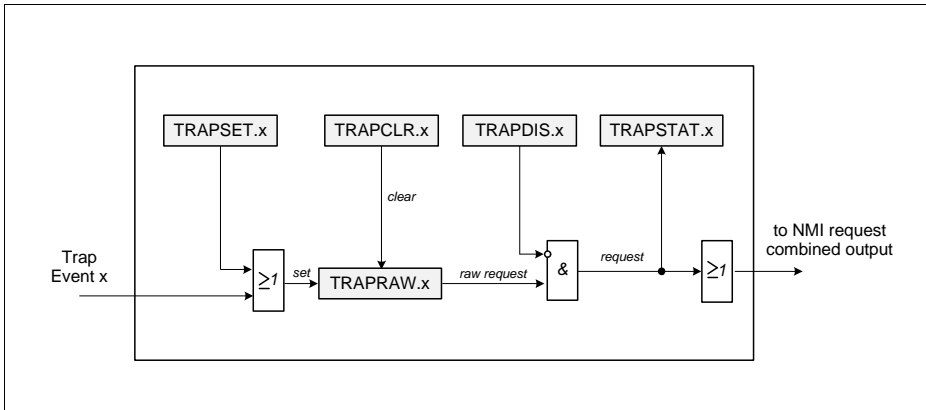 TRAPSET.x
TRAPCLR.x
TRAPDIS.x
TRAPSTAT.x
clear
to NMI request
combined output
Trap
Event x
≥1
set
TRAPRAW.x
raw request
&
request
≥1